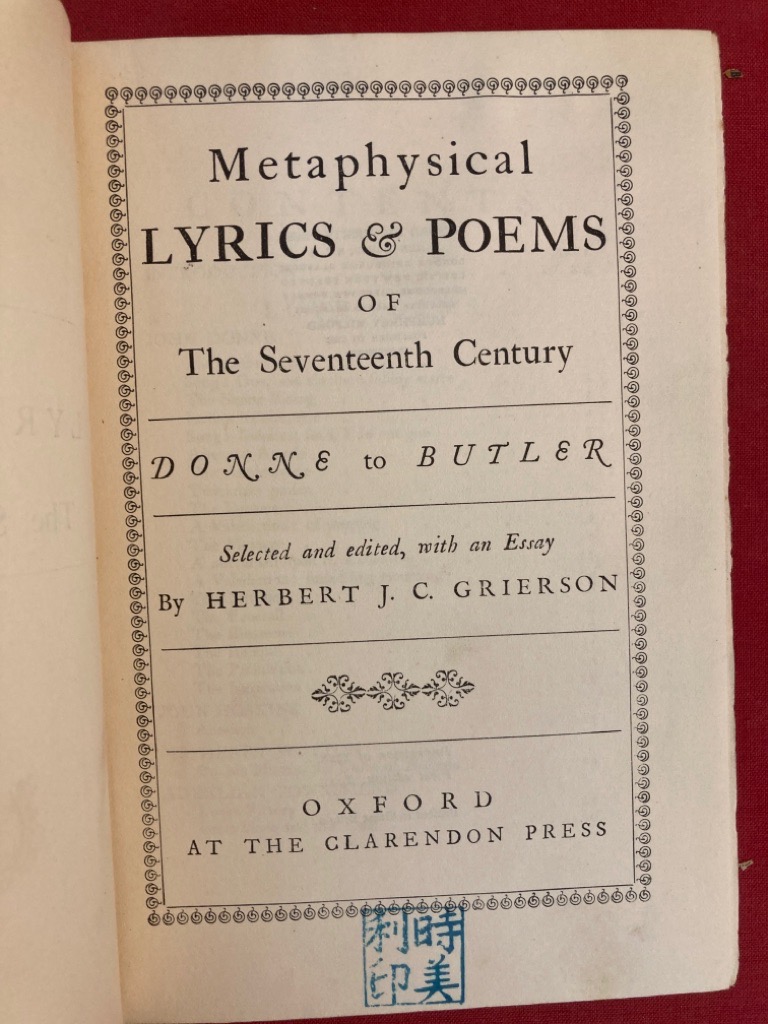 Metaphysical
LYRICS & POEMS
OF
The Seventeenth Century
DONNE to BUTLER
Selected and edited, with an Essay
By HERBERT J. C. GRIERSON
OXFORD
AT THE CLARENDON PRESS
時美
利印